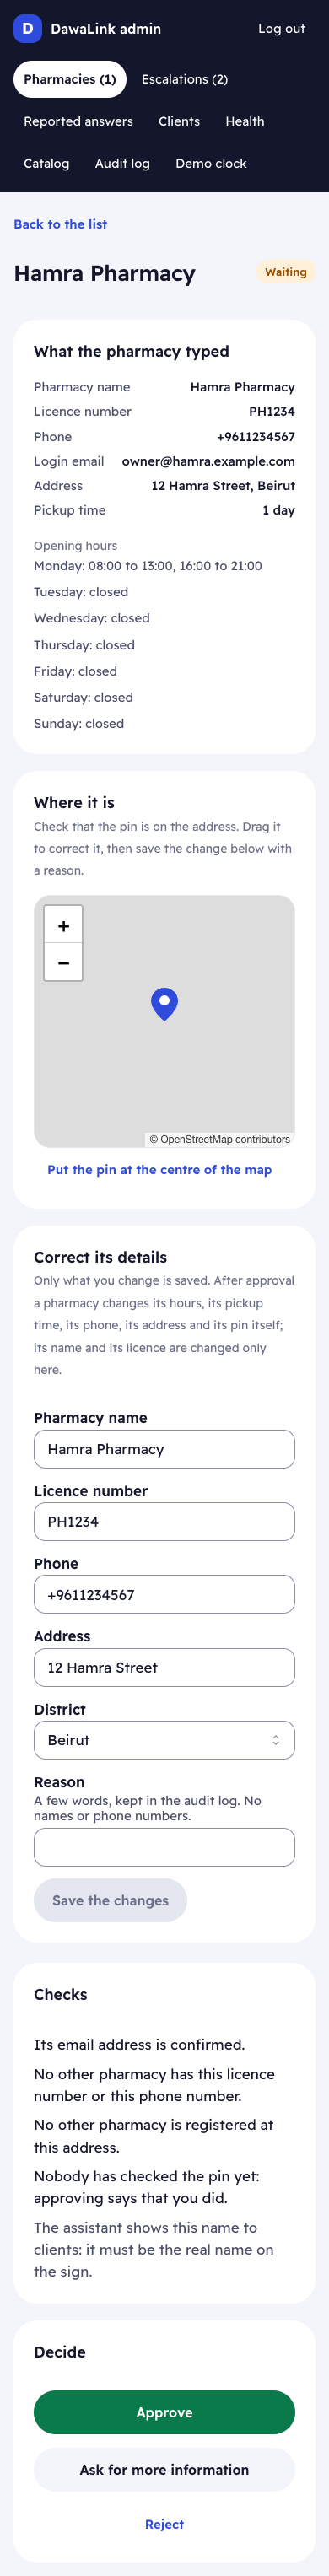 D DawaLink admin Log out
Pharmacies (1) Escalations (2)
Reported answers Clients Health
Catalog Audit log Demo clock
Back to the list
Hamra Pharmacy Waiting
What the pharmacy typed
Pharmacy name Hamra Pharmacy
Licence number PH1234
Phone +9611234567
Login email owner@hamra.example.com
Address 12 Hamra Street, Beirut
Pickup time 1 day
Opening hours
Monday: 08:00 to 13:00, 16:00 to 21:00
Tuesday: closed
Wednesday: closed
Thursday: closed
Friday: closed
Saturday: closed
Sunday: closed
Where it is
Check that the pin is on the address. Drag it
to correct it, then save the change below with
a reason.
+
−
© OpenStreetMap contributors
Put the pin at the centre of the map
Correct its details
Only what you change is saved. After approval
a pharmacy changes its hours, its pickup
time, its phone, its address and its pin itself;
its name and its licence are changed only
here.
Pharmacy name
Hamra Pharmacy
Licence number
PH1234
Phone
+9611234567
Address
12 Hamra Street
District
Beirut
Reason
A few words, kept in the audit log. No
names or phone numbers.
Save the changes
Checks
Its email address is confirmed.
No other pharmacy has this licence
number or this phone number.
No other pharmacy is registered at
this address.
Nobody has checked the pin yet:
approving says that you did.
The assistant shows this name to
clients: it must be the real name on
the sign.
Decide
Approve
Ask for more information
Reject